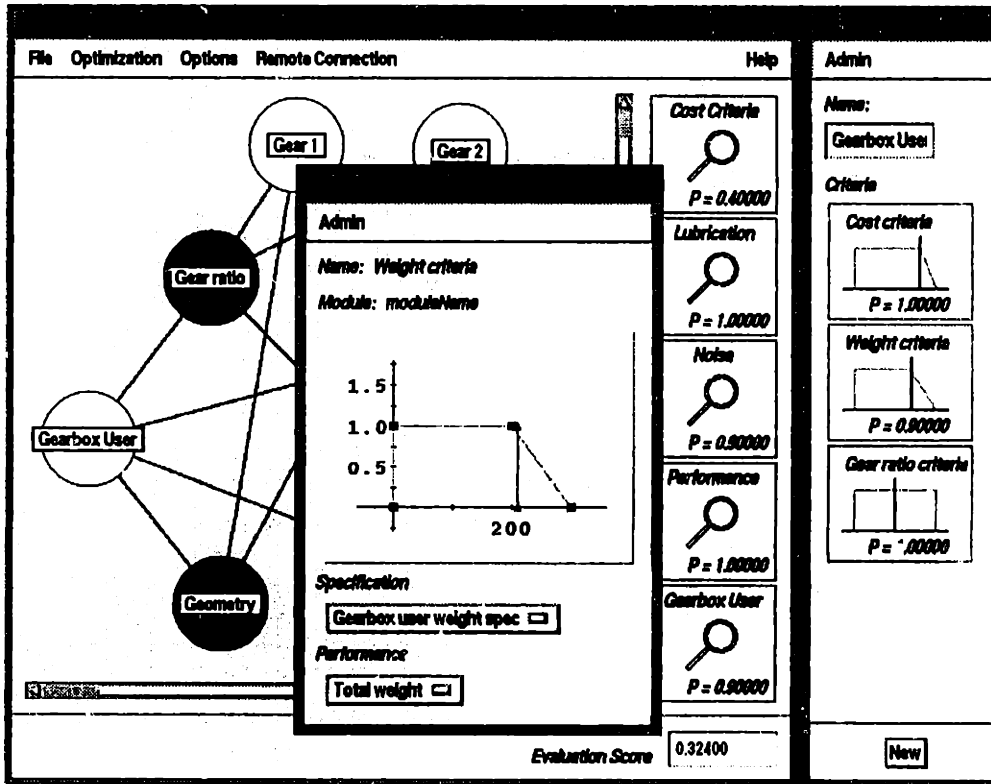 File Optimization Options Remote Connection Help
Gear 1
Gear 2
Gear ratio
Gearbox User
Geometry
Admin
Name: Weight criteria
Module: moduleName
1.5
1.0
0.5
200
Specification
Gearbox user weight spec
Performance
Total weight
Cost Criteria
P = 0.40000
Lubrication
P = 1.00000
Noise
P = 0.90000
Performance
P = 1.00000
Gearbox User
P = 0.90000
Evaluation Score 0.32400
Admin
Name:
Gearbox Use
Criteria
Cost criteria
P = 1.00000
Weight criteria
P = 0.90000
Gear ratio criteria
P = 1.00000
New